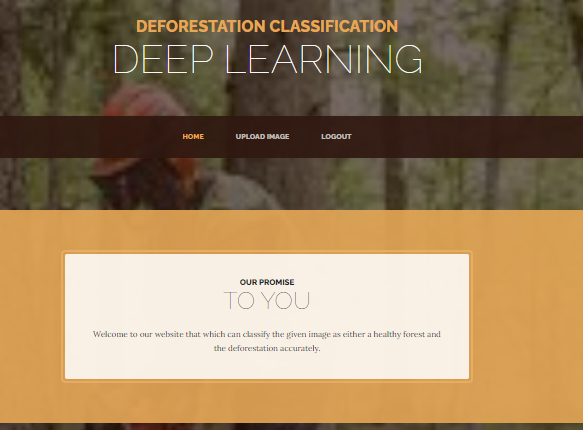 DEFORESTATION CLASSIFICATION
DEEP LEARNING
HOME UPLOAD IMAGE LOGOUT
OUR PROMISE
TO YOU
Welcome to our website that which can classify the given image as either a healthy forest and
the deforestation accurately.